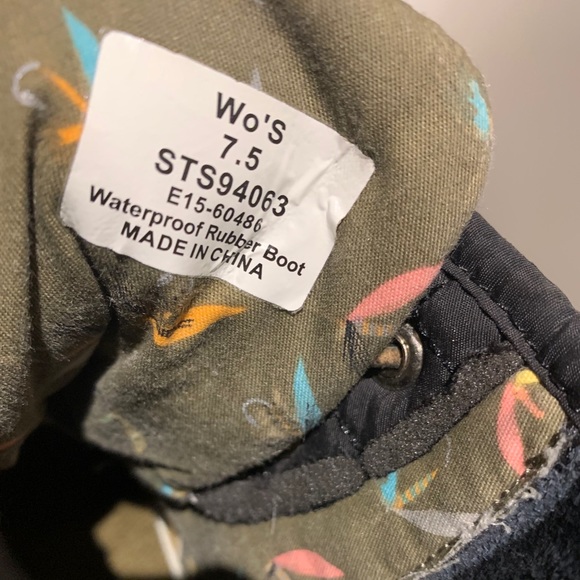 Wo'S
7.5
STS94063
E15-60486
Waterproof Rubber Boot
MADE IN CHINA